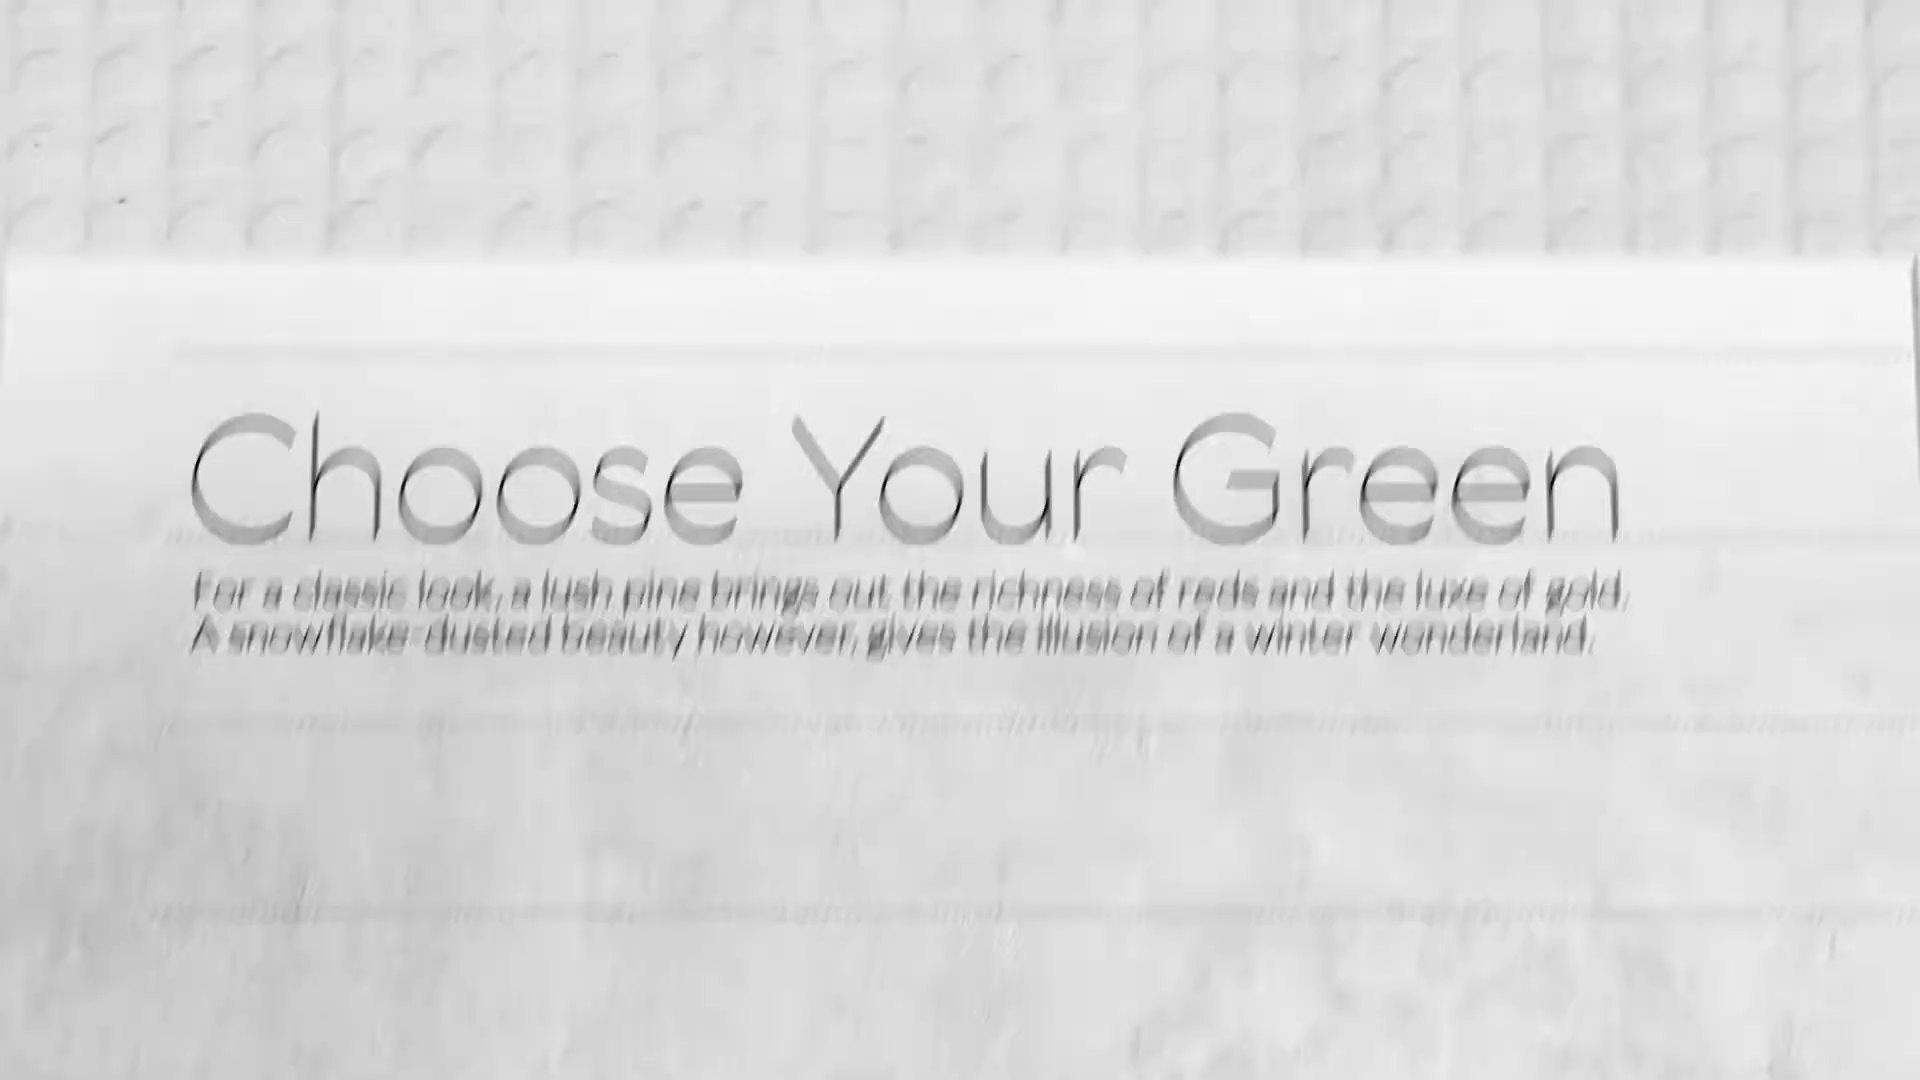 Choose Your Green
For a classic look, a lush pine brings out the richness of reds and the luxe of gold.
A snowflake-dusted beauty however, gives the illusion of a winter wonderland.